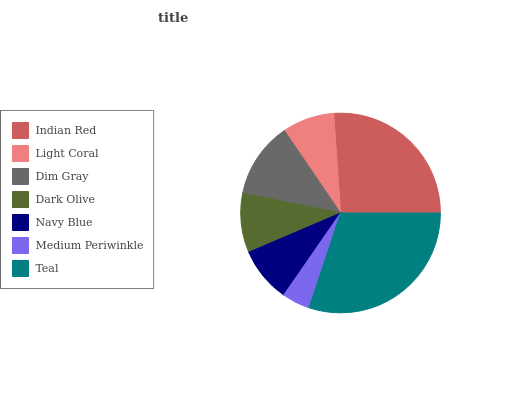 title
Indian Red
Light Coral
Dim Gray
Dark Olive
Navy Blue
Medium Periwinkle
Teal